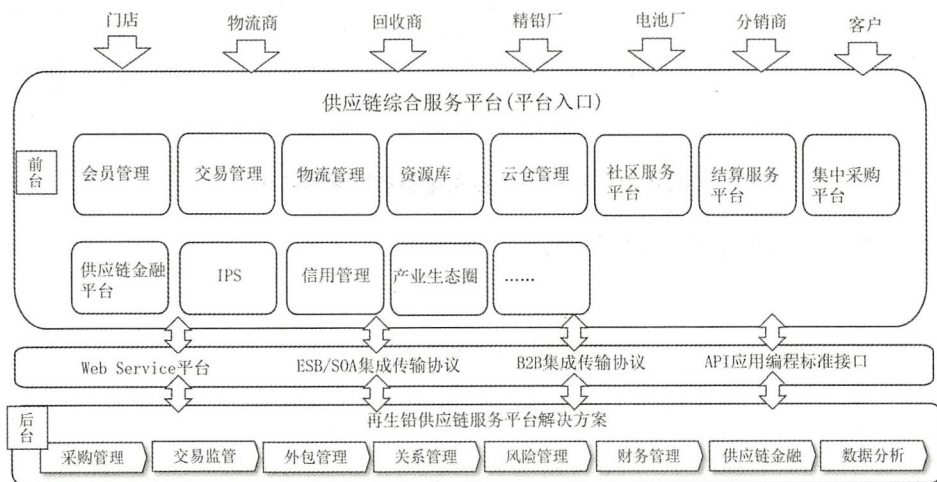 门店 物流商 回收商 精铅厂 电池厂 分销商 客户
供应链综合服务平台(平台入口)
前台
会员管理 交易管理 物流管理 资源库 云仓管理 社区服务平台 结算服务平台 集中采购平台
供应链金融平台 IPS 信用管理 产业生态圈 ……
Web Service平台 ESB/SOA集成传输协议 B2B集成传输协议 API应用编程标准接口
后台
再生铅供应链服务平台解决方案
采购管理 交易监管 外包管理 关系管理 风险管理 财务管理 供应链金融 数据分析